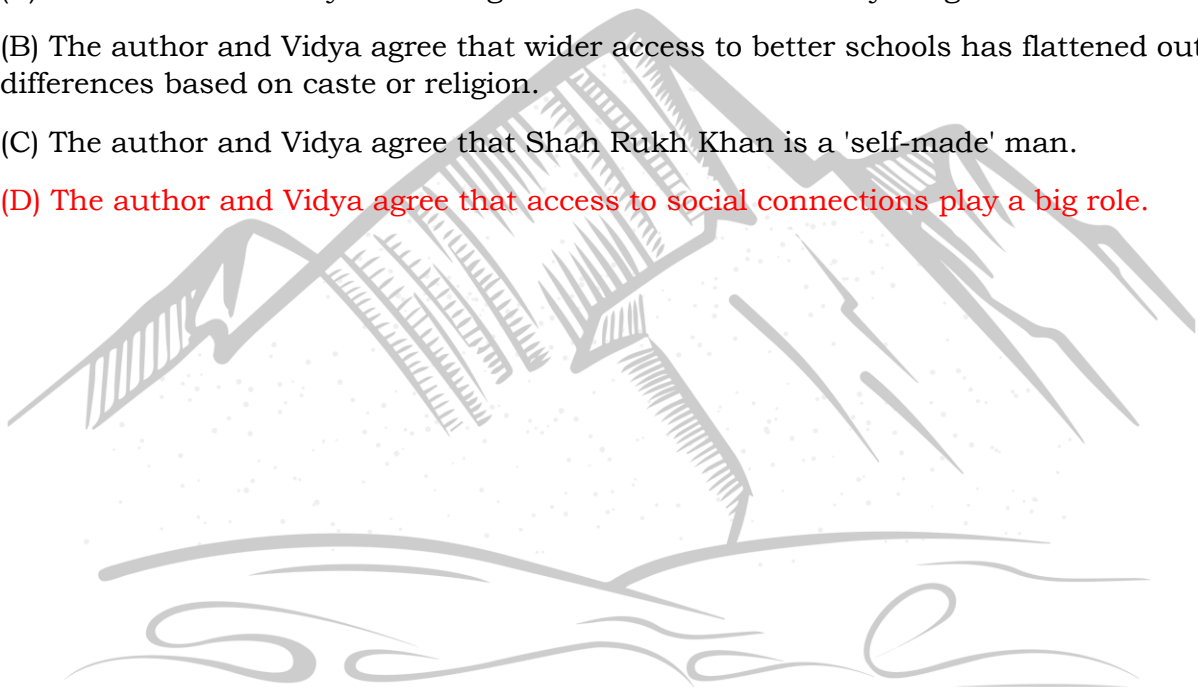 (B) The author and Vidya agree that wider access to better schools has flattened out
differences based on caste or religion.
(C) The author and Vidya agree that Shah Rukh Khan is a 'self-made' man.
(D) The author and Vidya agree that access to social connections play a big role.